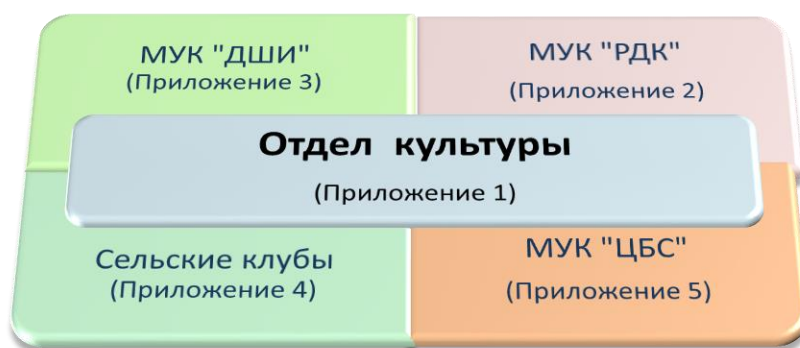 МУК "ДШИ"
(Приложение 3)
МУК "РДК"
(Приложение 2)
Отдел культуры
(Приложение 1)
Сельские клубы
(Приложение 4)
МУК "ЦБС"
(Приложение 5)